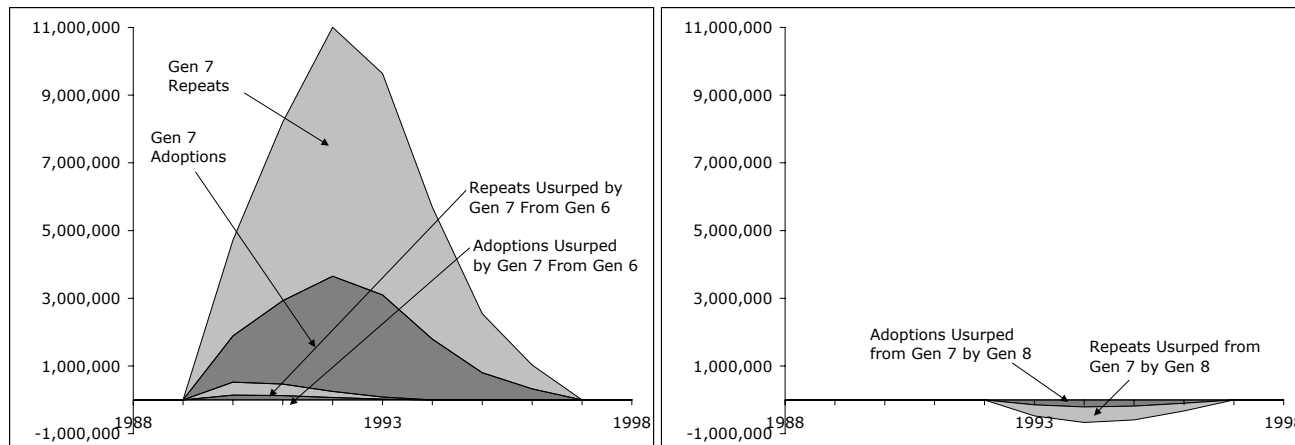 11,000,000
9,000,000
7,000,000
5,000,000
3,000,000
1,000,000
-1,000,000
1988
1993
1998
Gen 7
Repeats
Gen 7
Adoptions
Repeats Usurped by
Gen 7 From Gen 6
Adoptions Usurped
by Gen 7 From Gen 6
11,000,000
9,000,000
7,000,000
5,000,000
3,000,000
1,000,000
-1,000,000
1988
1993
1998
Adoptions Usurped
from Gen 7 by Gen 8
Repeats Usurped from
Gen 7 by Gen 8